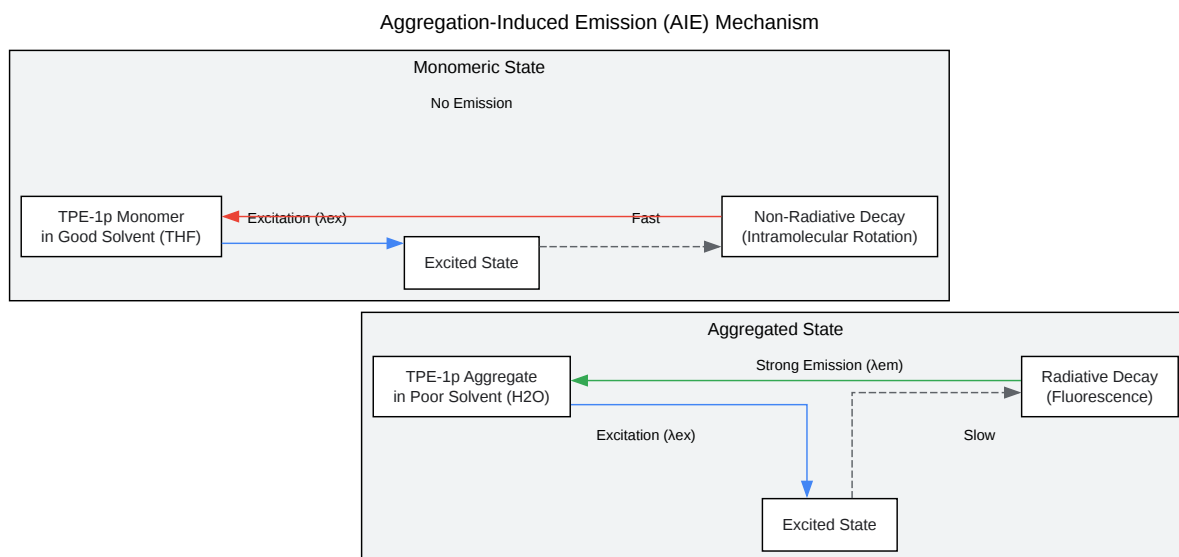 Aggregation-Induced Emission (AIE) Mechanism
Monomeric State
No Emission
TPE-1p Monomer
in Good Solvent (THF)
Excitation (λex)
Excited State
Fast
Non-Radiative Decay
(Intramolecular Rotation)
Aggregated State
TPE-1p Aggregate
in Poor Solvent (H2O)
Strong Emission (λem)
Radiative Decay
(Fluorescence)
Excitation (λex)
Slow
Excited State